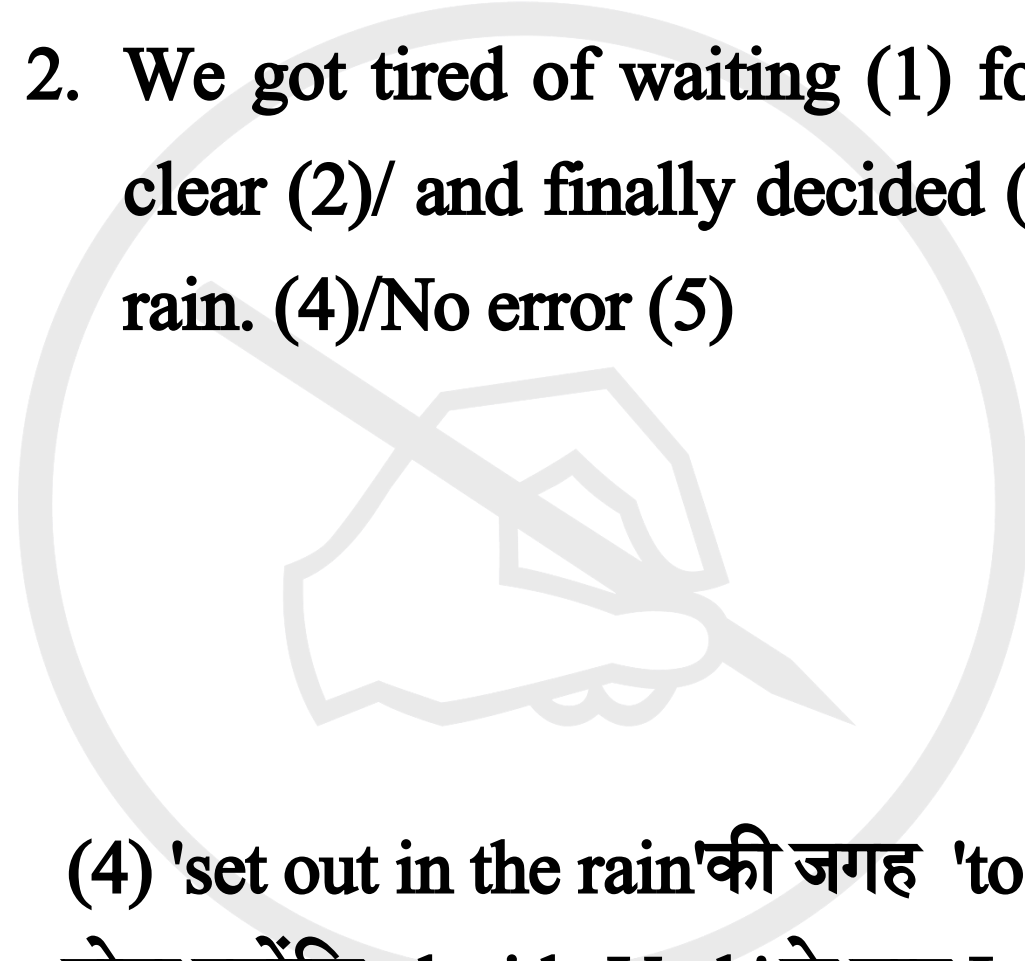 2. We got tired of waiting (1)
clear (2)/ and finally decided (
rain. (4)/No error (5)
(4) 'set out in the rain'की जगह 'to